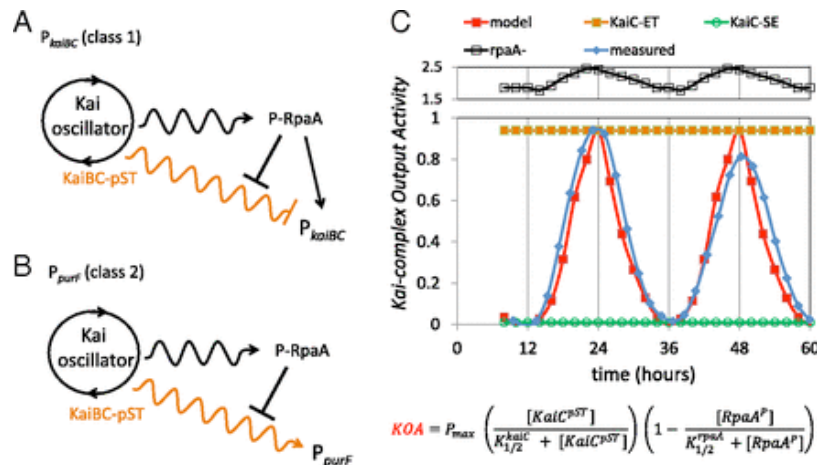 A
P_kaiBC (class 1)
Kai
oscillator
P-RpaA
KaiBC-pST
P_kaiBC
B
P_purF (class 2)
Kai
oscillator
P-RpaA
KaiBC-pST
P_purF
C
model KaiC-ET KaiC-SE
rpaA- measured
2.5
1.5
Kai-complex Output Activity
1
0.8
0.6
0.4
0.2
0
0 12 24 36 48 60
time (hours)
KOA = P_max ( [KaiC^pST] / (K_1/2^kaiC + [KaiC^pST]) ) ( 1 − [RpaA^P] / (K_1/2^rpaA + [RpaA^P]) )